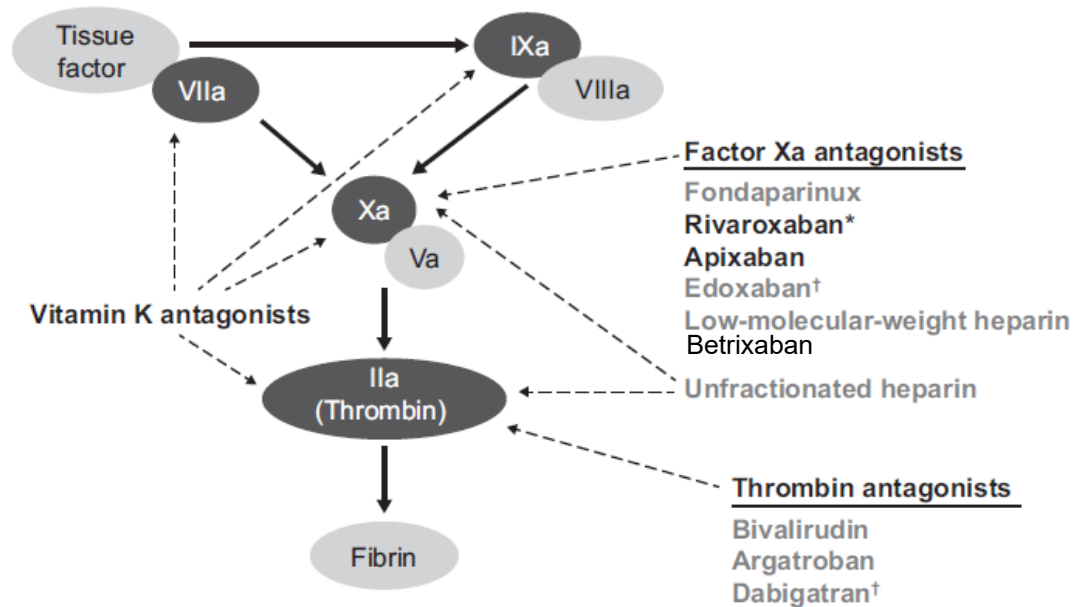 Tissue
factor
VIIa
IXa
VIIIa
Xa
Va
Factor Xa antagonists
Fondaparinux
Rivaroxaban*
Apixaban
Edoxaban†
Low-molecular-weight heparin
Betrixaban
Unfractionated heparin
Vitamin K antagonists
IIa
(Thrombin)
Thrombin antagonists
Bivalirudin
Argatroban
Dabigatran†
Fibrin